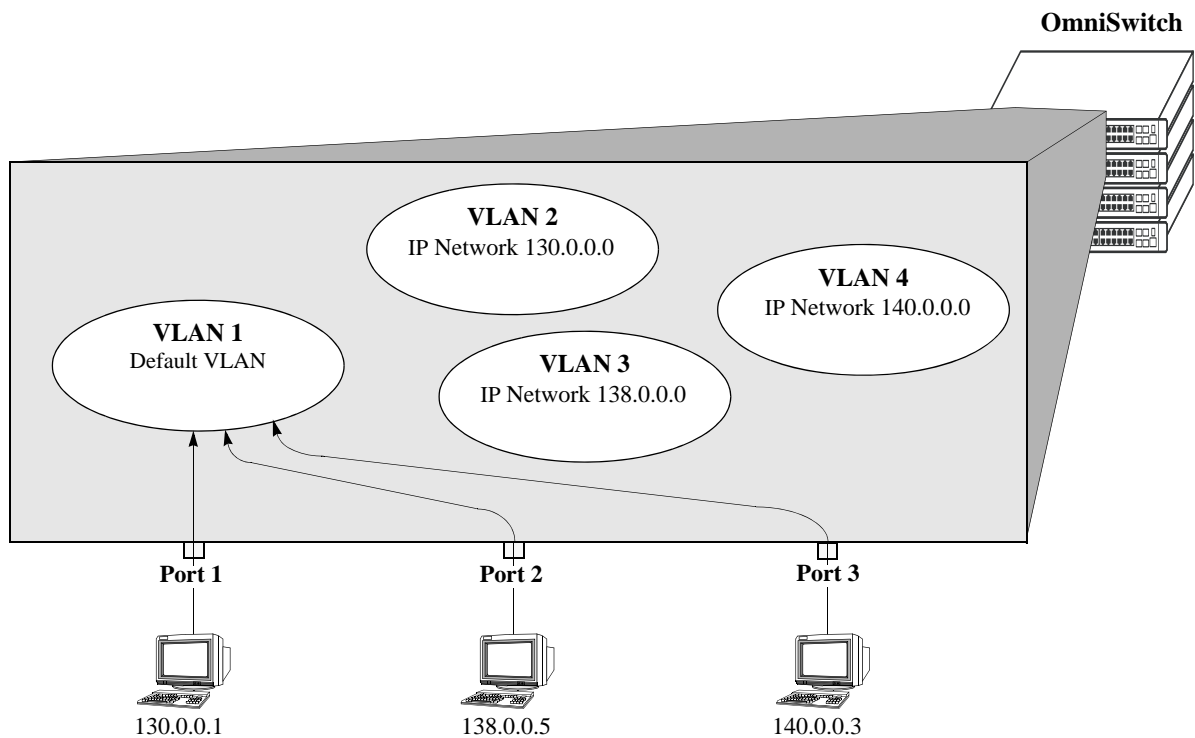 OmniSwitch
VLAN 2
IP Network 130.0.0.0
VLAN 4
IP Network 140.0.0.0
VLAN 1
Default VLAN
VLAN 3
IP Network 138.0.0.0
Port 1
Port 2
Port 3
130.0.0.1
138.0.0.5
140.0.0.3